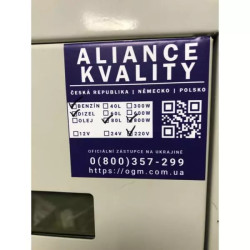 ALIANCE
KVALITY
ČESKÁ REPUBLIKA | NĚMECKO | POLSKO
BENZÍN 40L 300W
DIZEL 60L 600W
OLEJ 80L 800W
12V 24V 220V
OFICIÁLNÍ ZASTOUPENÍ NA UKRAJINĚ
0(800)357-299
https://ogm.com.ua